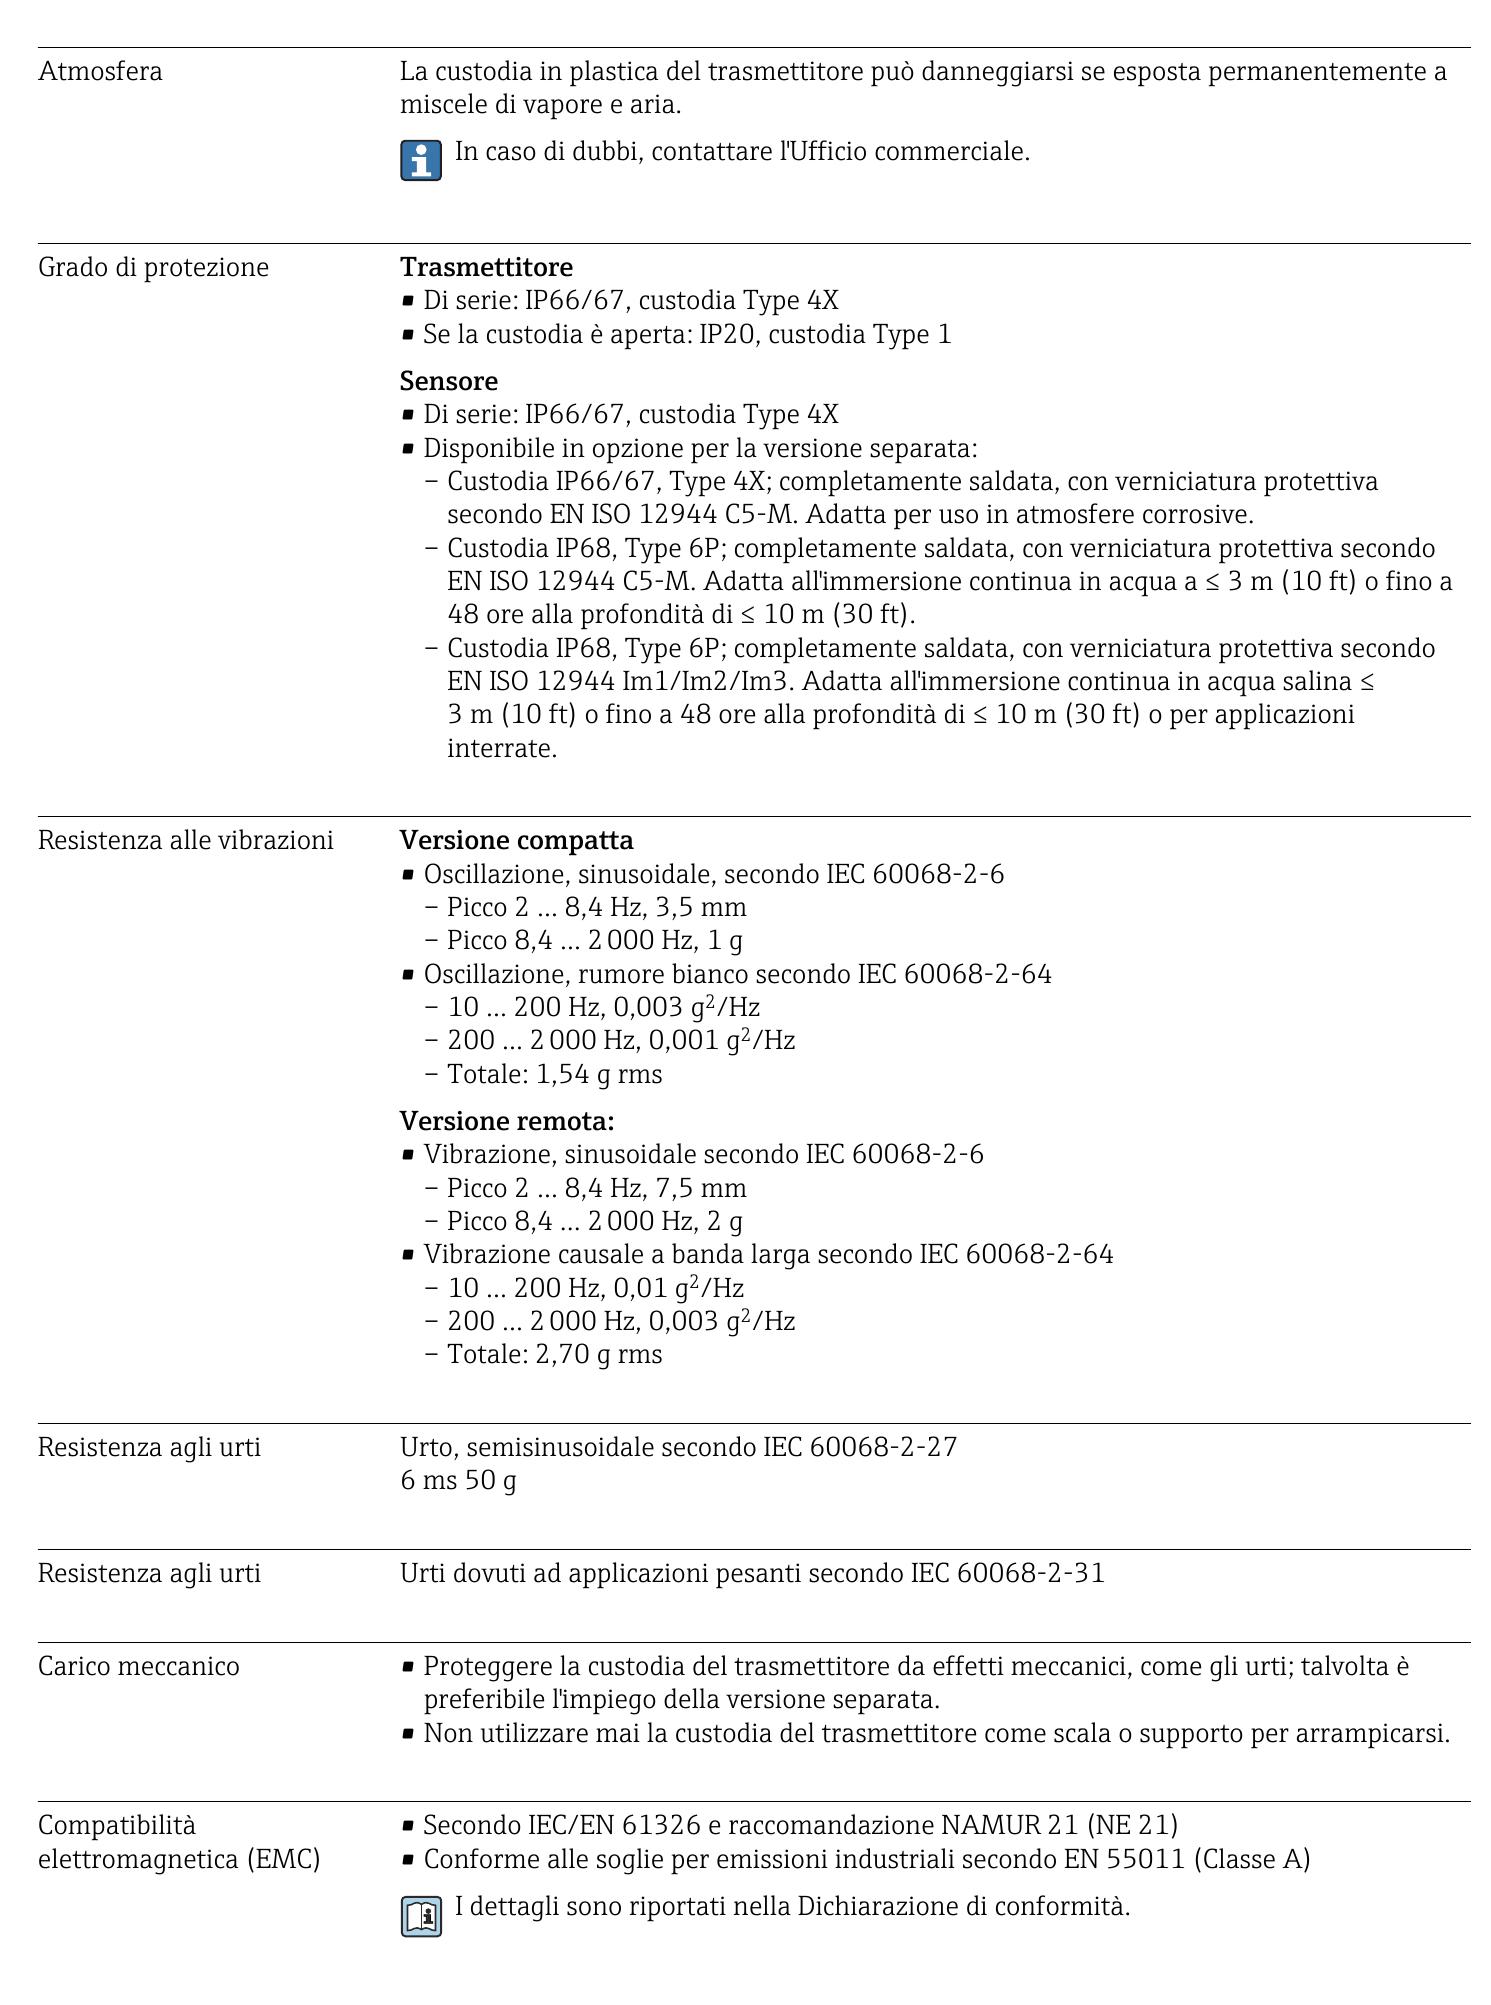 Atmosfera
La custodia in plastica del trasmettitore può danneggiarsi se esposta permanentemente a
miscele di vapore e aria.
In caso di dubbi, contattare l'Ufficio commerciale.
Grado di protezione
Trasmettitore
▪ Di serie: IP66/67, custodia Type 4X
▪ Se la custodia è aperta: IP20, custodia Type 1
Sensore
▪ Di serie: IP66/67, custodia Type 4X
▪ Disponibile in opzione per la versione separata:
– Custodia IP66/67, Type 4X; completamente saldata, con verniciatura protettiva
secondo EN ISO 12944 C5-M. Adatta per uso in atmosfere corrosive.
– Custodia IP68, Type 6P; completamente saldata, con verniciatura protettiva secondo
EN ISO 12944 C5-M. Adatta all'immersione continua in acqua a ≤ 3 m (10 ft) o fino a
48 ore alla profondità di ≤ 10 m (30 ft).
– Custodia IP68, Type 6P; completamente saldata, con verniciatura protettiva secondo
EN ISO 12944 Im1/Im2/Im3. Adatta all'immersione continua in acqua salina ≤
3 m (10 ft) o fino a 48 ore alla profondità di ≤ 10 m (30 ft) o per applicazioni
interrate.
Resistenza alle vibrazioni
Versione compatta
▪ Oscillazione, sinusoidale, secondo IEC 60068-2-6
– Picco 2 … 8,4 Hz, 3,5 mm
– Picco 8,4 … 2 000 Hz, 1 g
▪ Oscillazione, rumore bianco secondo IEC 60068-2-64
– 10 … 200 Hz, 0,003 g²/Hz
– 200 … 2 000 Hz, 0,001 g²/Hz
– Totale: 1,54 g rms
Versione remota:
▪ Vibrazione, sinusoidale secondo IEC 60068-2-6
– Picco 2 … 8,4 Hz, 7,5 mm
– Picco 8,4 … 2 000 Hz, 2 g
▪ Vibrazione causale a banda larga secondo IEC 60068-2-64
– 10 … 200 Hz, 0,01 g²/Hz
– 200 … 2 000 Hz, 0,003 g²/Hz
– Totale: 2,70 g rms
Resistenza agli urti
Urto, semisinusoidale secondo IEC 60068-2-27
6 ms 50 g
Resistenza agli urti
Urti dovuti ad applicazioni pesanti secondo IEC 60068-2-31
Carico meccanico
▪ Proteggere la custodia del trasmettitore da effetti meccanici, come gli urti; talvolta è
preferibile l'impiego della versione separata.
▪ Non utilizzare mai la custodia del trasmettitore come scala o supporto per arrampicarsi.
Compatibilità
elettromagnetica (EMC)
▪ Secondo IEC/EN 61326 e raccomandazione NAMUR 21 (NE 21)
▪ Conforme alle soglie per emissioni industriali secondo EN 55011 (Classe A)
I dettagli sono riportati nella Dichiarazione di conformità.